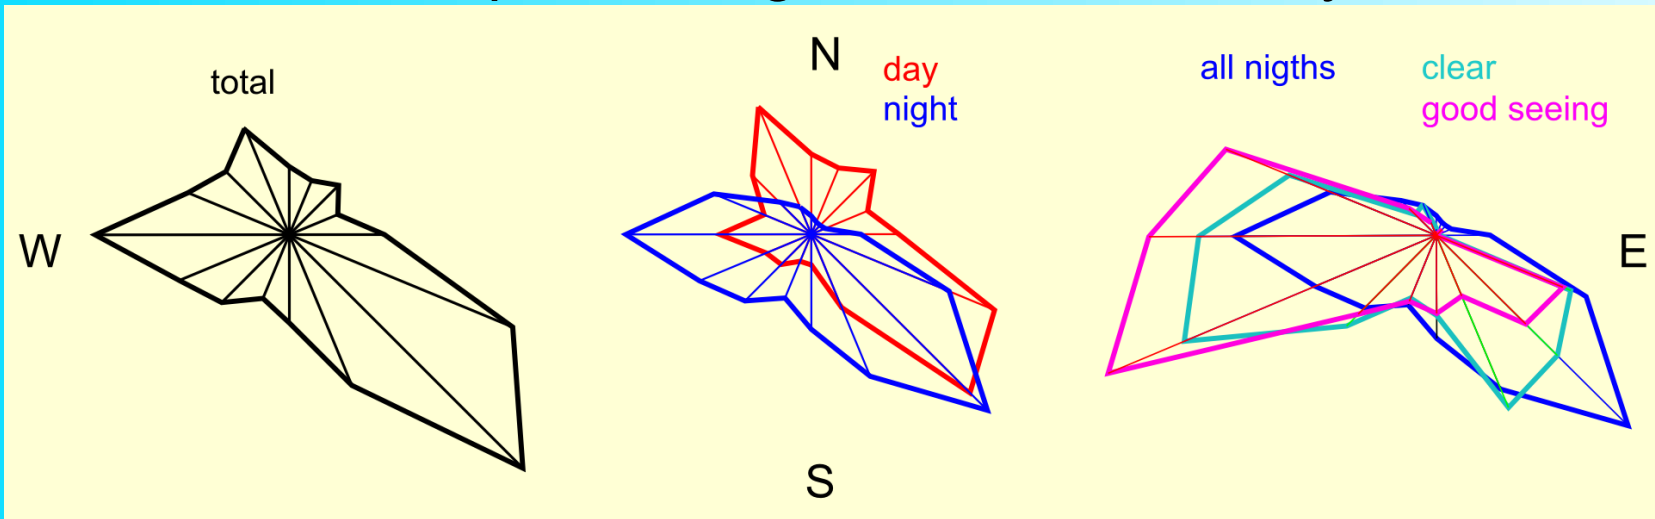 total
N
day
night
all nigths
clear
good seeing
W
E
S